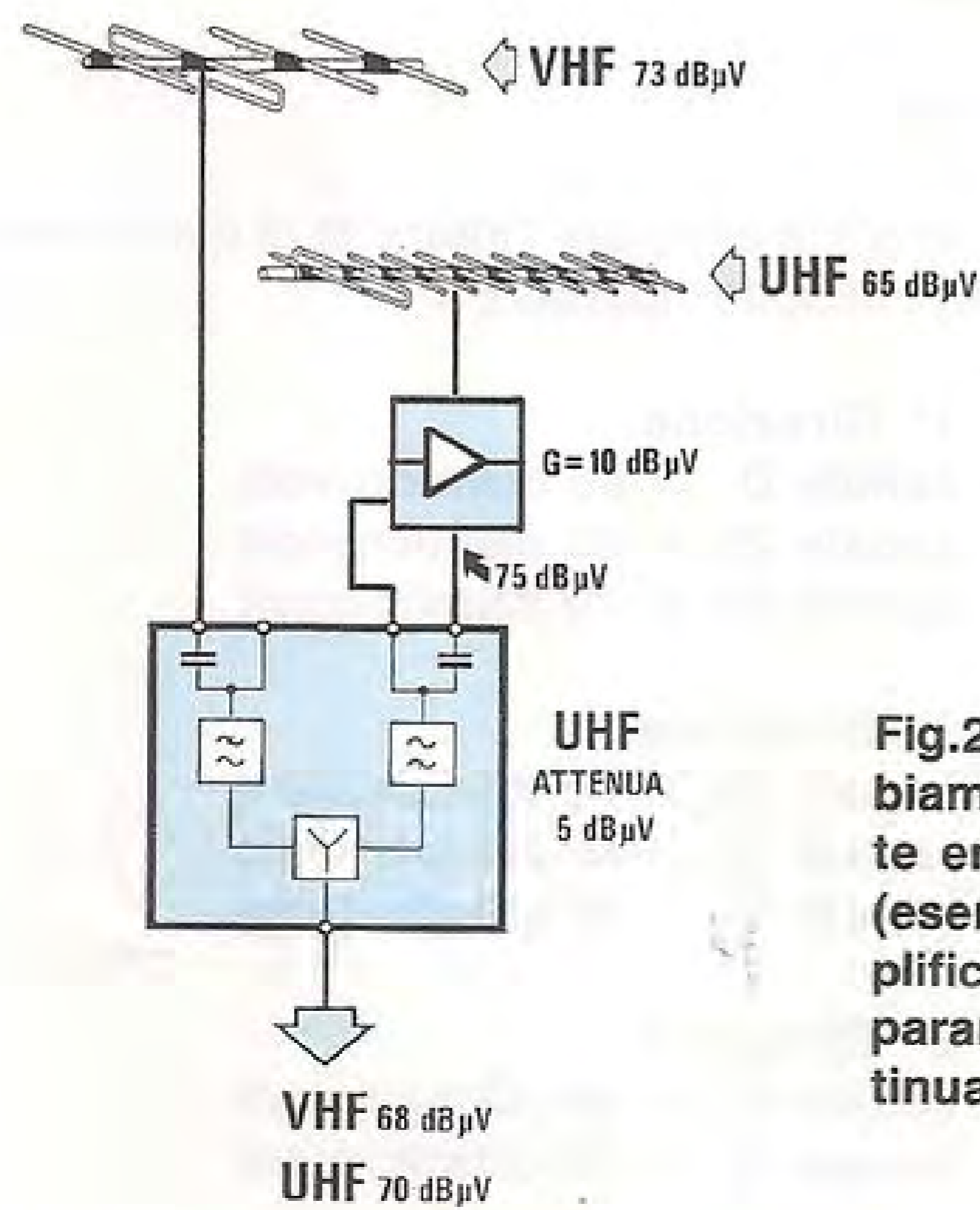 VHF 73 dBµV
UHF 65 dBµV
G=10 dBµV
75 dBµV
UHF
ATTENUA
5 dBµV
VHF 68 dBµV
UHF 70 dBµV
Fig.2
biam
te
(eser
plific
para
tinua